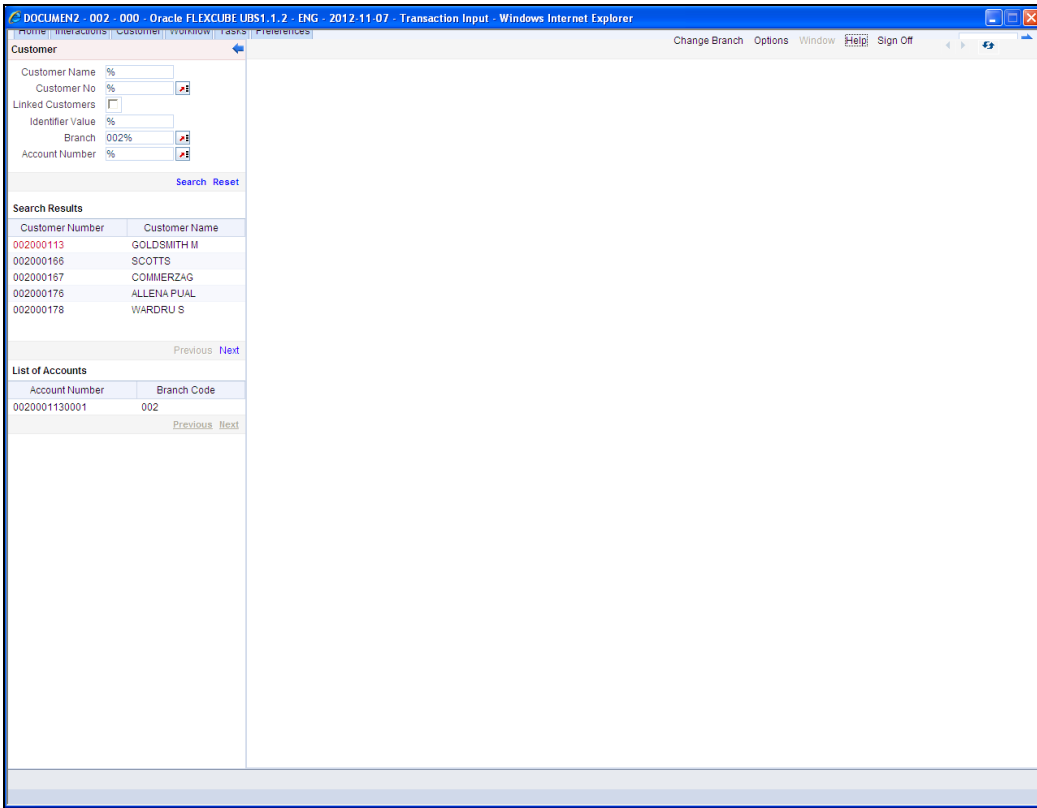 DOCUMEN2 - 002 - 000 - Oracle FLEXCUBE UBS1.1.2 - ENG - 2012-11-07 - Transaction Input - Windows Internet Explorer
Home Interactions Customer Workflow Tasks Preferences
Change Branch Options Window Help Sign Off
Customer
Customer Name %
Customer No %
Linked Customers
Identifier Value %
Branch 002%
Account Number %
Search Reset
Search Results
Customer Number Customer Name
002000113 GOLDSMITH M
002000166 SCOTTS
002000167 COMMERZAG
002000176 ALLENA PUAL
002000178 WARDRU S
Previous Next
List of Accounts
Account Number Branch Code
0020001130001 002
Previous Next